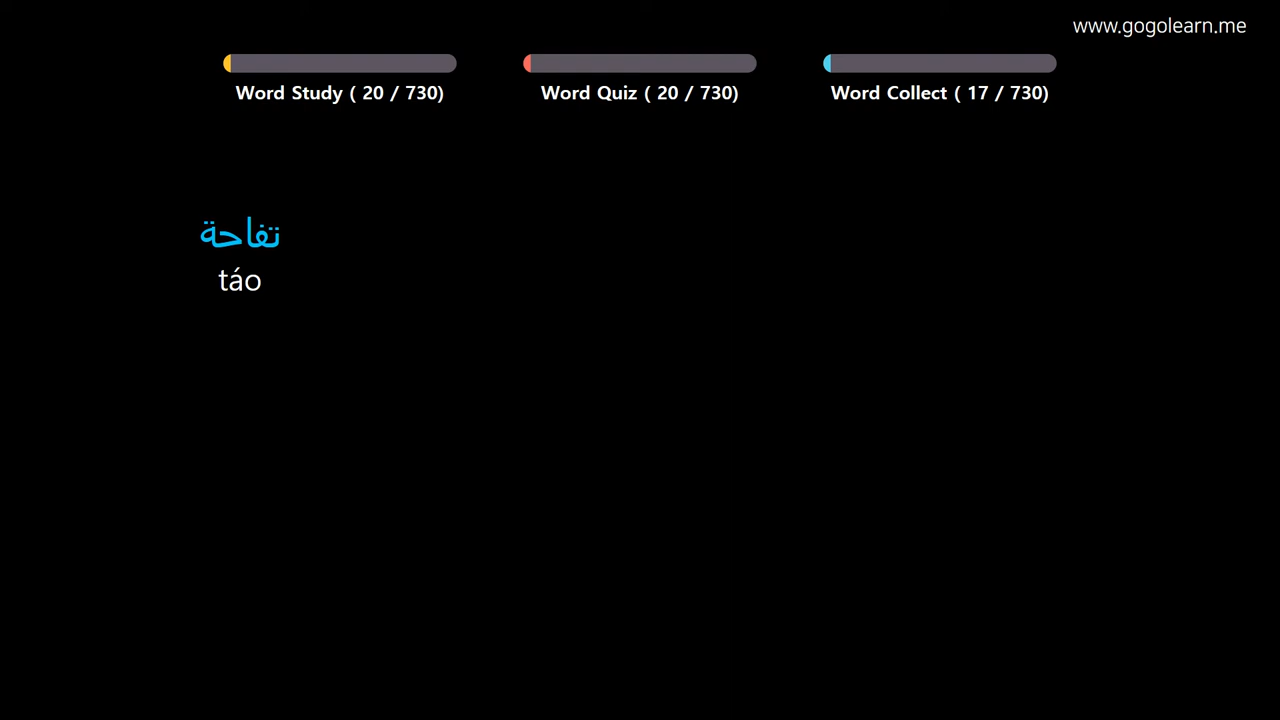 www.gogolearn.me
Word Study ( 20 / 730)
Word Quiz ( 20 / 730)
Word Collect ( 17 / 730)
تفاحة
táo